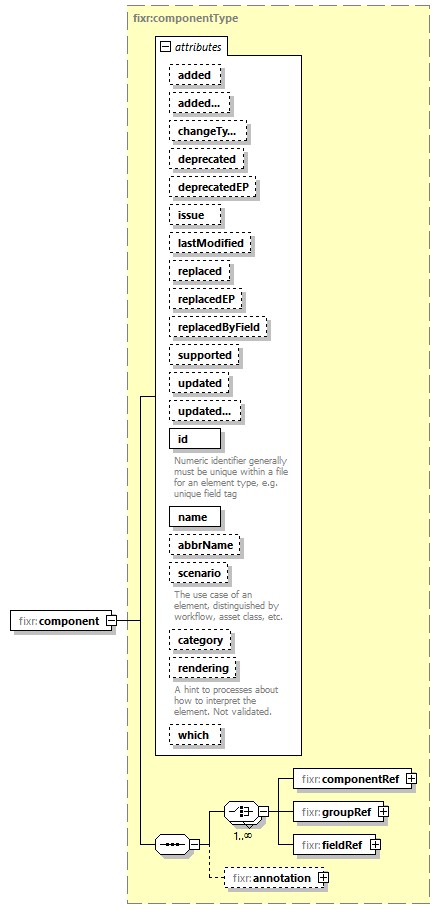 fixr:componentType
attributes
added
added...
changeTy...
deprecated
deprecatedEP
issue
lastModified
replaced
replacedEP
replacedByField
supported
updated
updated...
id
Numeric identifier generally
must be unique within a file
for an element type, e.g.
unique field tag
name
abbrName
scenario
The use case of an
element, distinguished by
workflow, asset class, etc.
category
rendering
A hint to processes about
how to interpret the
element. Not validated.
which
fixr:component
fixr:componentRef
fixr:groupRef
1..∞
fixr:fieldRef
fixr:annotation